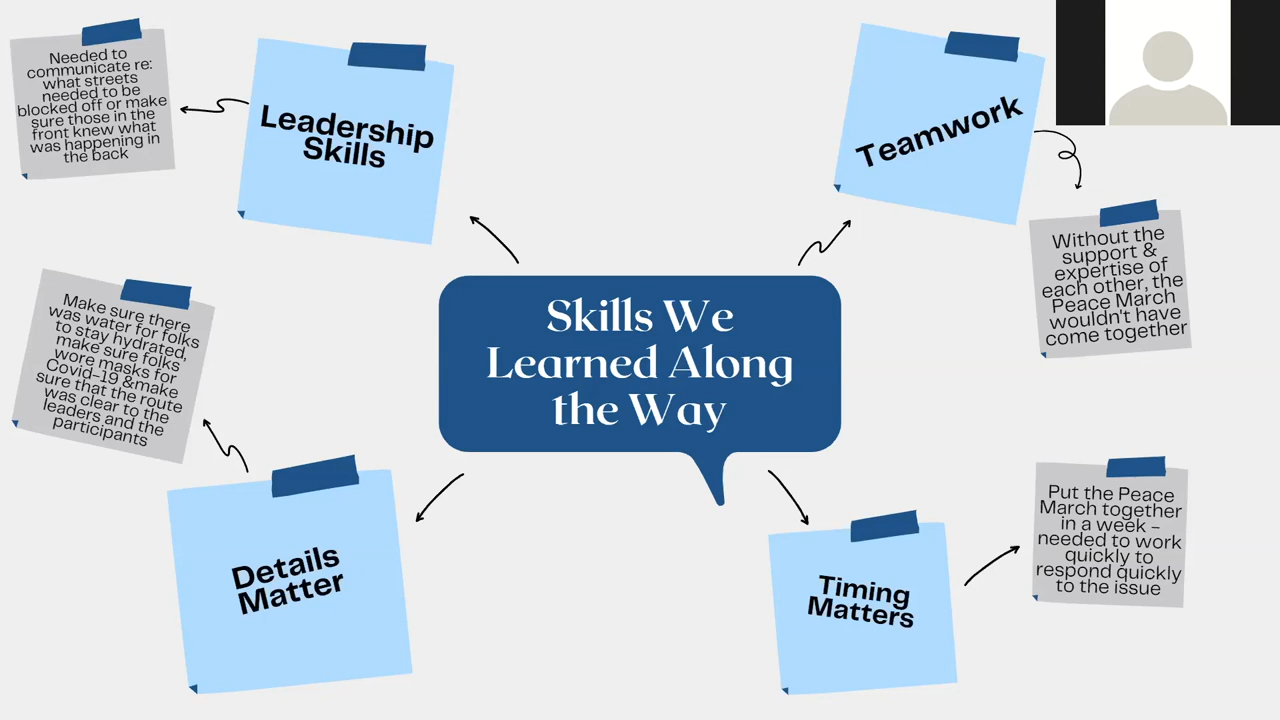 Skills We
Learned Along
the Way
Leadership
Skills
Needed to
communicate re:
what streets
needed to be
blocked off or make
sure those in the
front knew what
was happening in
the back
Teamwork
Without the
support &
expertise of
each other, the
Peace March
wouldn't have
come together
Details
Matter
Make sure there
was water for folks
to stay hydrated,
make sure folks
wore masks for
Covid-19 &make
sure that the route
was clear to the
leaders and the
participants
Timing
Matters
Put the Peace
March together
in a week –
needed to work
quickly to
respond quickly
to the issue